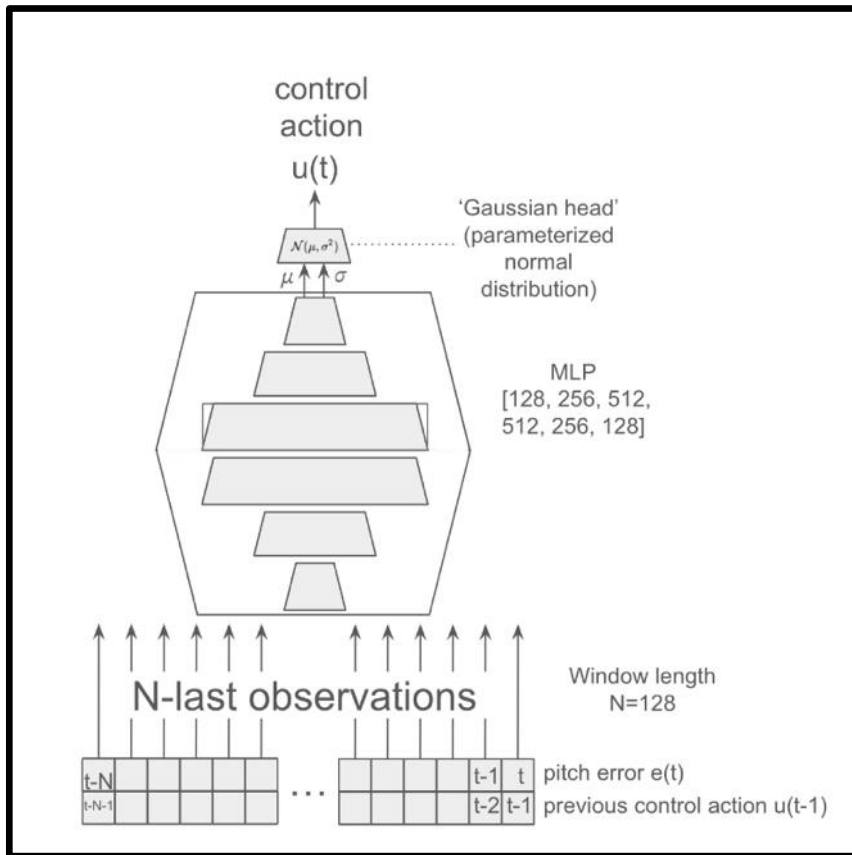 control
action
u(t)
'Gaussian head'
(parameterized
normal
distribution)
𝒩(μ, σ²)
μ σ
MLP
[128, 256, 512,
512, 256, 128]
N-last observations
Window length
N=128
t-N ... t-1 t pitch error e(t)
t-N-1 t-2 t-1 previous control action u(t-1)